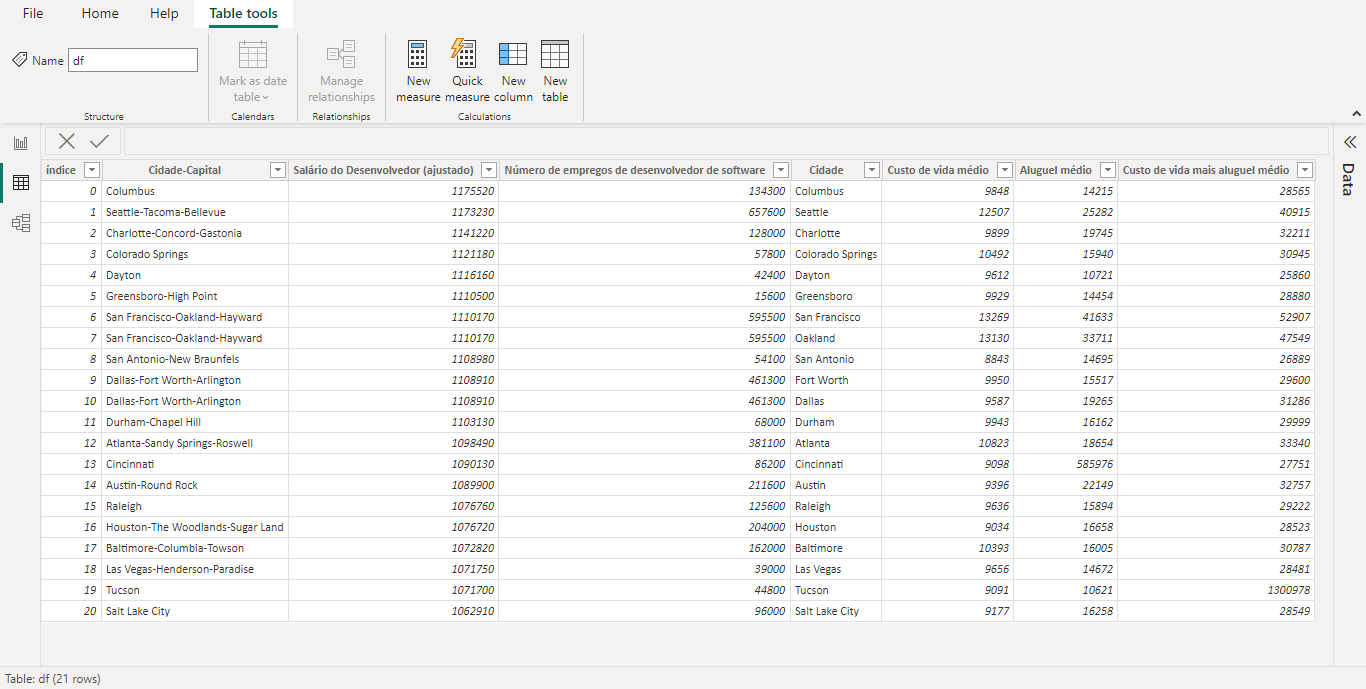 File Home Help Table tools
Name df
Mark as date table
Manage relationships
New measure
Quick measure
New column
New table
Structure Calendars Relationships Calculations
Data
índice Cidade-Capital Salário do Desenvolvedor (ajustado) Número de empregos de desenvolvedor de software Cidade Custo de vida médio Aluguel médio Custo de vida mais aluguel médio
0 Columbus 1175520 134300 Columbus 9848 14215 28565
1 Seattle-Tacoma-Bellevue 1173230 657600 Seattle 12507 25282 40915
2 Charlotte-Concord-Gastonia 1141220 128000 Charlotte 9899 19745 32211
3 Colorado Springs 1121180 57800 Colorado Springs 10492 15940 30945
4 Dayton 1116160 42400 Dayton 9612 10721 25860
5 Greensboro-High Point 1110500 15600 Greensboro 9929 14454 28880
6 San Francisco-Oakland-Hayward 1110170 595500 San Francisco 13269 41633 52907
7 San Francisco-Oakland-Hayward 1110170 595500 Oakland 13130 33711 47549
8 San Antonio-New Braunfels 1108980 54100 San Antonio 8843 14695 26889
9 Dallas-Fort Worth-Arlington 1108910 461300 Fort Worth 9950 15517 29600
10 Dallas-Fort Worth-Arlington 1108910 461300 Dallas 9587 19265 31286
11 Durham-Chapel Hill 1103130 68000 Durham 9943 16162 29999
12 Atlanta-Sandy Springs-Roswell 1098490 381100 Atlanta 10823 18654 33340
13 Cincinnati 1090130 86200 Cincinnati 9098 585976 27751
14 Austin-Round Rock 1089900 211600 Austin 9396 22149 32757
15 Raleigh 1076760 125600 Raleigh 9636 15894 29222
16 Houston-The Woodlands-Sugar Land 1076720 204000 Houston 9034 16658 28523
17 Baltimore-Columbia-Towson 1072820 162000 Baltimore 10393 16005 30787
18 Las Vegas-Henderson-Paradise 1071750 39000 Las Vegas 9656 14672 28481
19 Tucson 1071700 44800 Tucson 9091 10621 1300978
20 Salt Lake City 1062910 96000 Salt Lake City 9177 16258 28549
Table: df (21 rows)